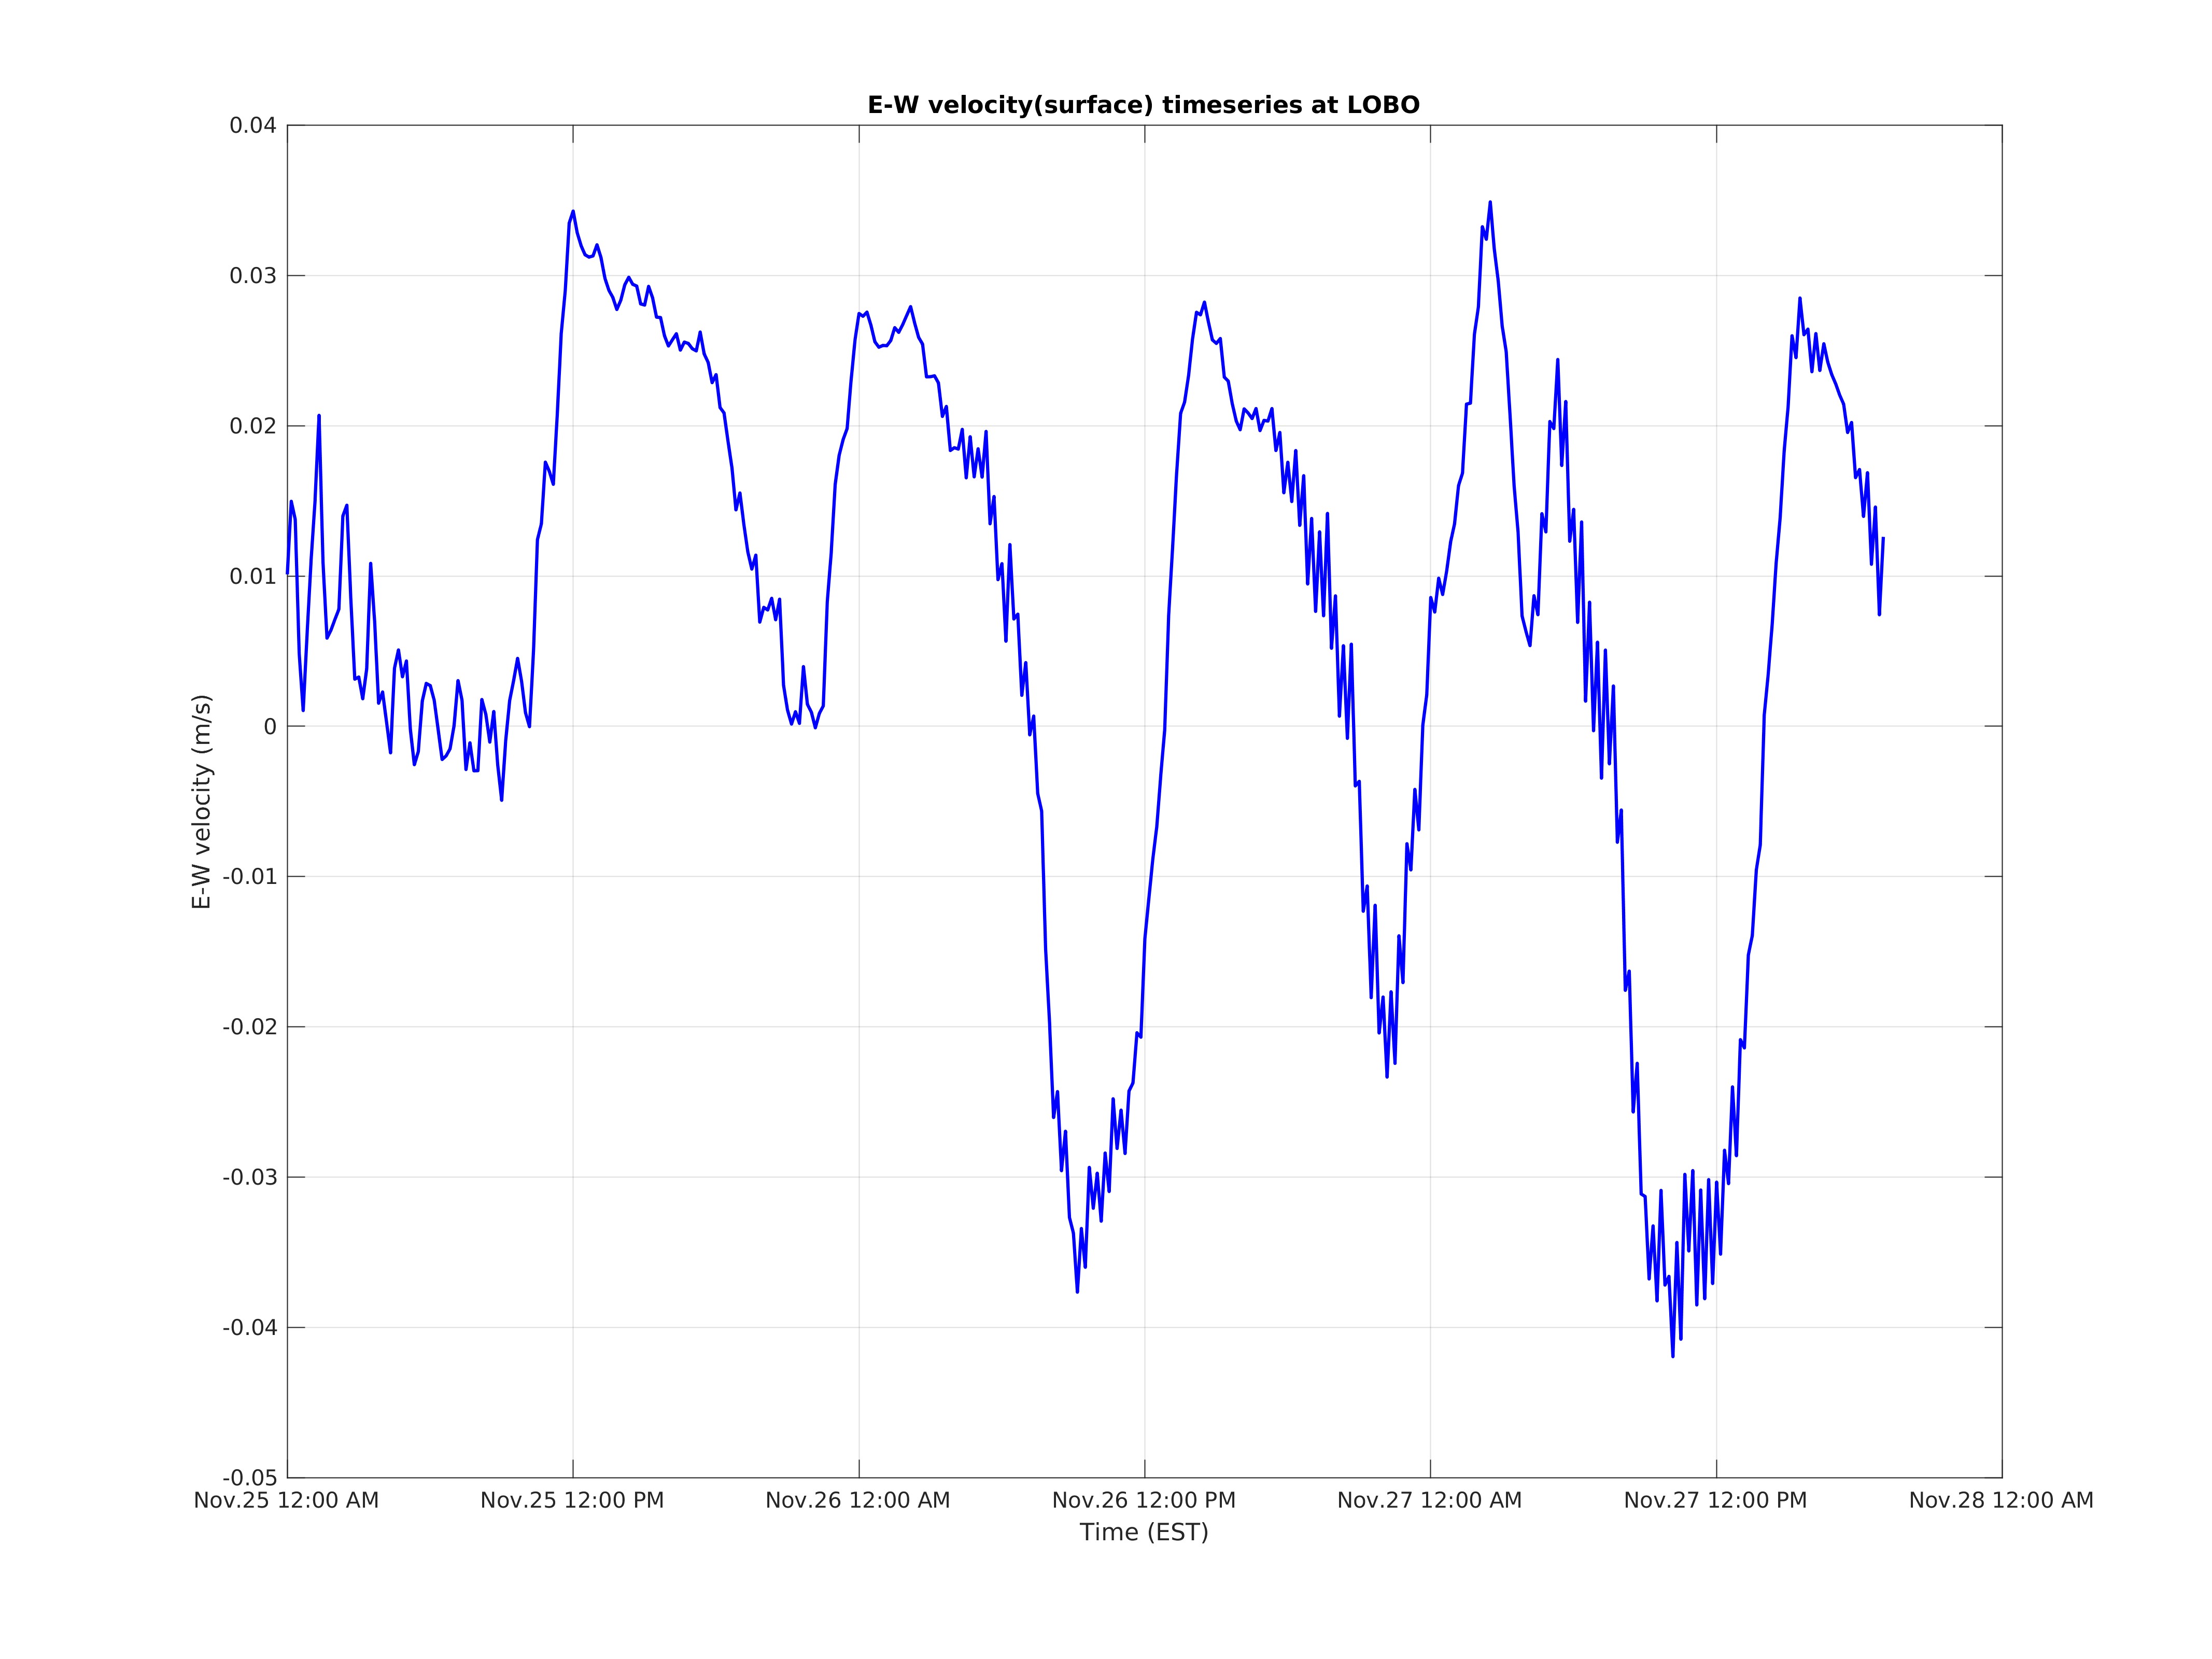 E-W velocity(surface) timeseries at LOBO
0.04
0.03
0.02
0.01
0
-0.01
-0.02
-0.03
-0.04
-0.05
E-W velocity (m/s)
Nov.25 12:00 AM
Nov.25 12:00 PM
Nov.26 12:00 AM
Nov.26 12:00 PM
Nov.27 12:00 AM
Nov.27 12:00 PM
Nov.28 12:00 AM
Time (EST)